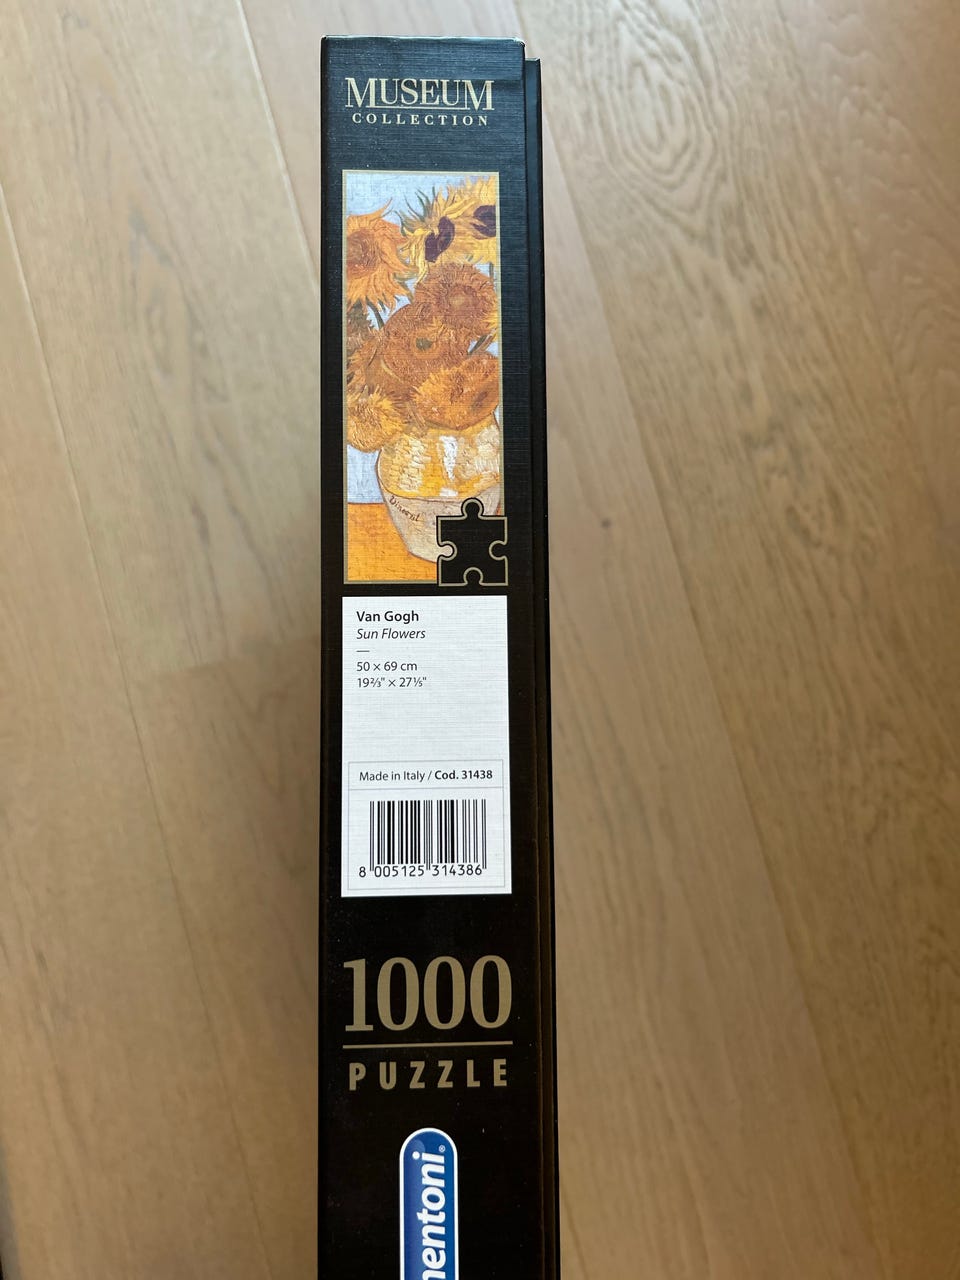 MUSEUM
COLLECTION
Vincent
Van Gogh
Sun Flowers
—
50 × 69 cm
19⅔" × 27⅕"
Made in Italy / Cod. 31438
8 005125 314386
1000
PUZZLE
mentoni®